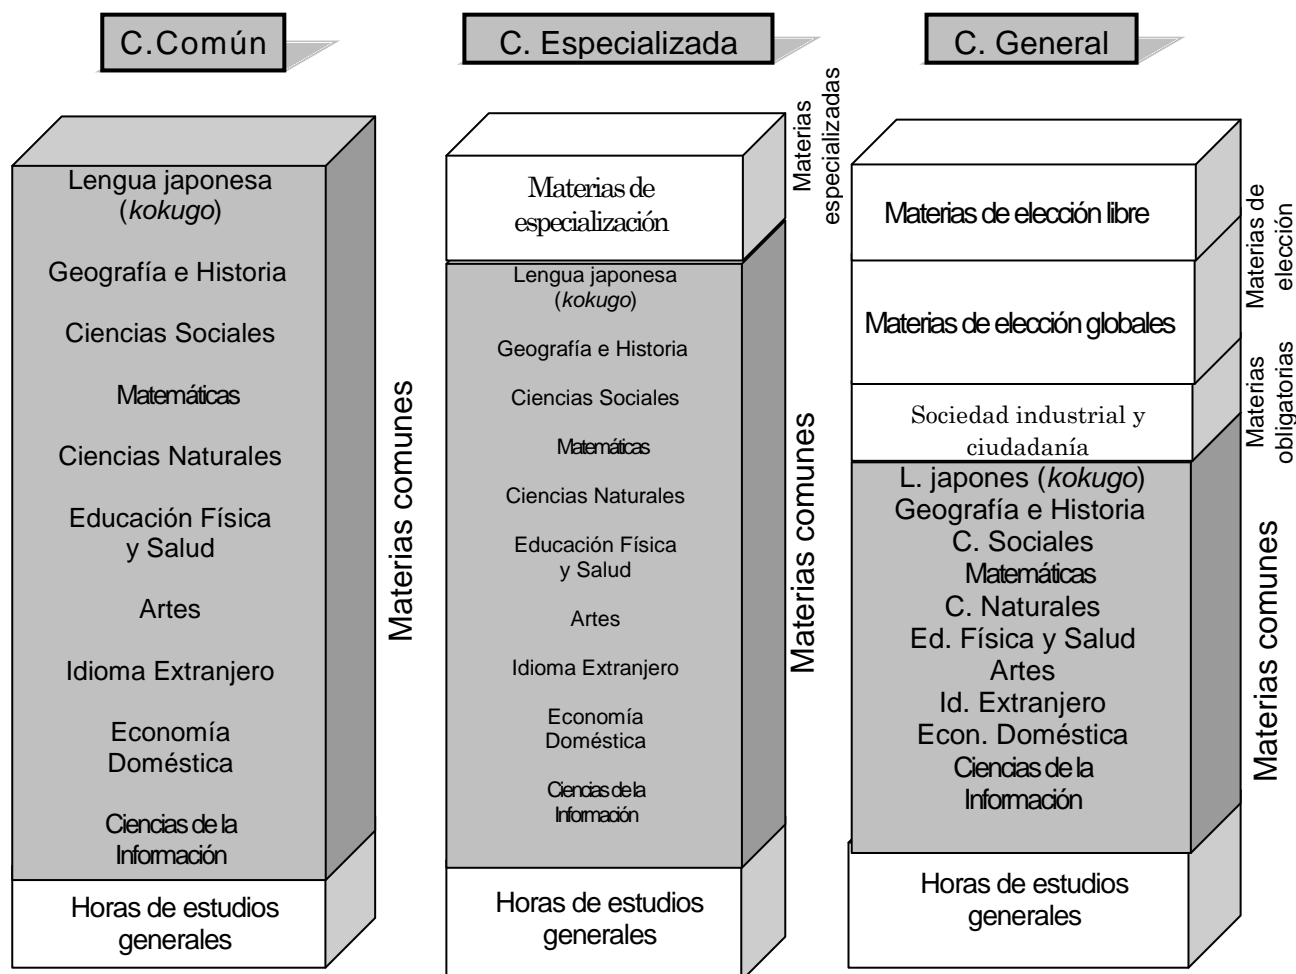 C.Común
C. Especializada
C. General
Lengua japonesa
(kokugo)
Geografía e Historia
Ciencias Sociales
Matemáticas
Ciencias Naturales
Educación Física
y Salud
Artes
Idioma Extranjero
Economía
Doméstica
Ciencias de la
Información
Horas de estudios
generales
Materias comunes
Materias de
especialización
Lengua japonesa
(kokugo)
Geografía e Historia
Ciencias Sociales
Matemáticas
Ciencias Naturales
Educación Física
y Salud
Artes
Idioma Extranjero
Economía
Doméstica
Ciencias de la
Información
Horas de estudios
generales
Materias
especializadas
Materias comunes
Materias de elección libre
Materias de elección globales
Sociedad industrial y
ciudadanía
L. japones (kokugo)
Geografía e Historia
C. Sociales
Matemáticas
C. Naturales
Ed. Física y Salud
Artes
Id. Extranjero
Econ. Doméstica
Ciencias de la
Información
Horas de estudios
generales
Materias de
elección
Materias
obligatorias
Materias comunes